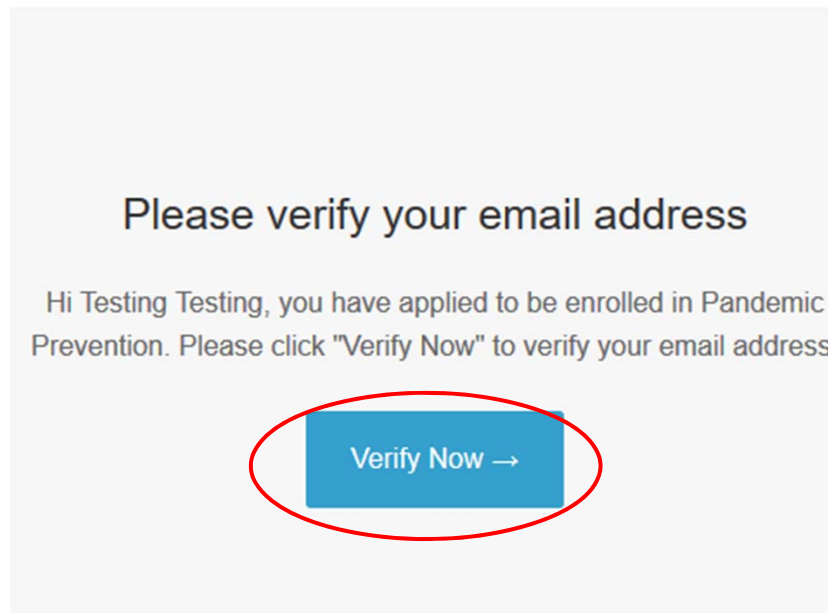 Please verify your email address
Hi Testing Testing, you have applied to be enrolled in Pandemic
Prevention. Please click "Verify Now" to verify your email address
Verify Now →